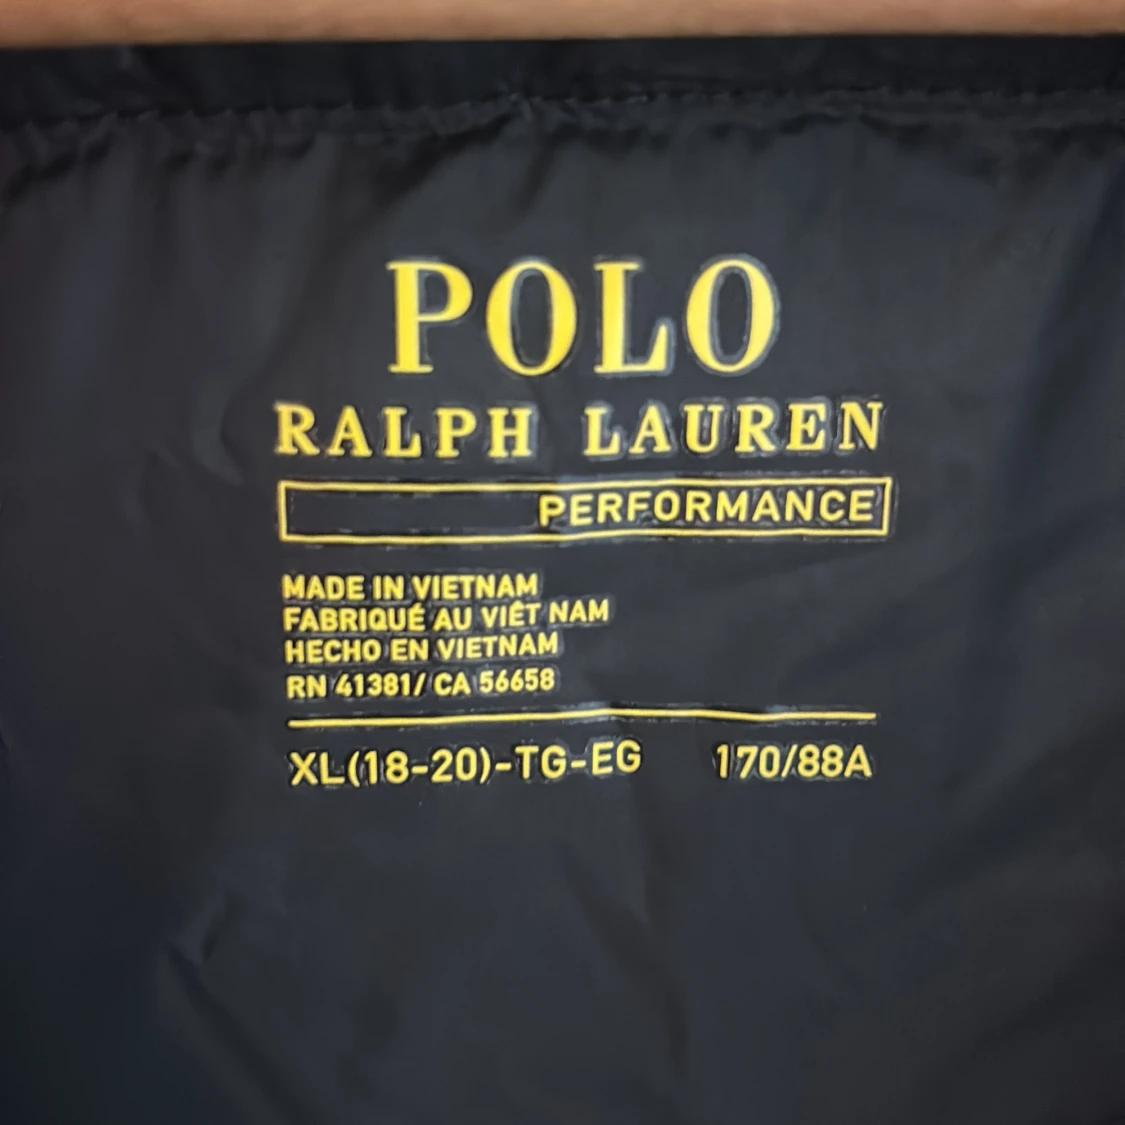 POLO
RALPH LAUREN
PERFORMANCE
MADE IN VIETNAM
FABRIQUÉ AU VIÊT NAM
HECHO EN VIETNAM
RN 41381/ CA 56658
XL(18-20)-TG-EG 170/88A